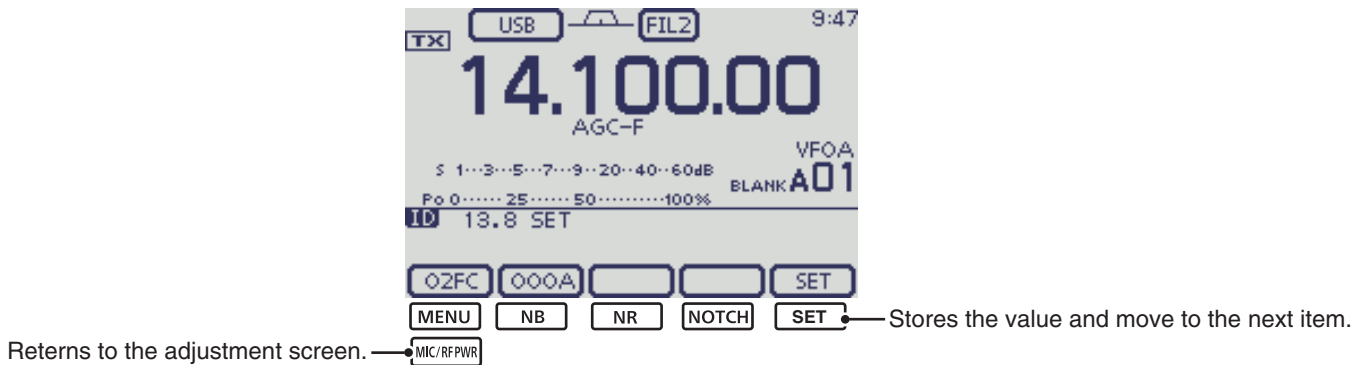 USB FIL2 9:47
TX
14.100.00
AGC-F
VFOA
S 1···3···5···7···9··20··40··60dB
BLANK A01
Po 0······25······50··········100%
ID 13.8 SET
02FC 000A SET
MENU NB NR NOTCH SET Stores the value and move to the next item.
Reterns to the adjustment screen. MIC/RF PWR